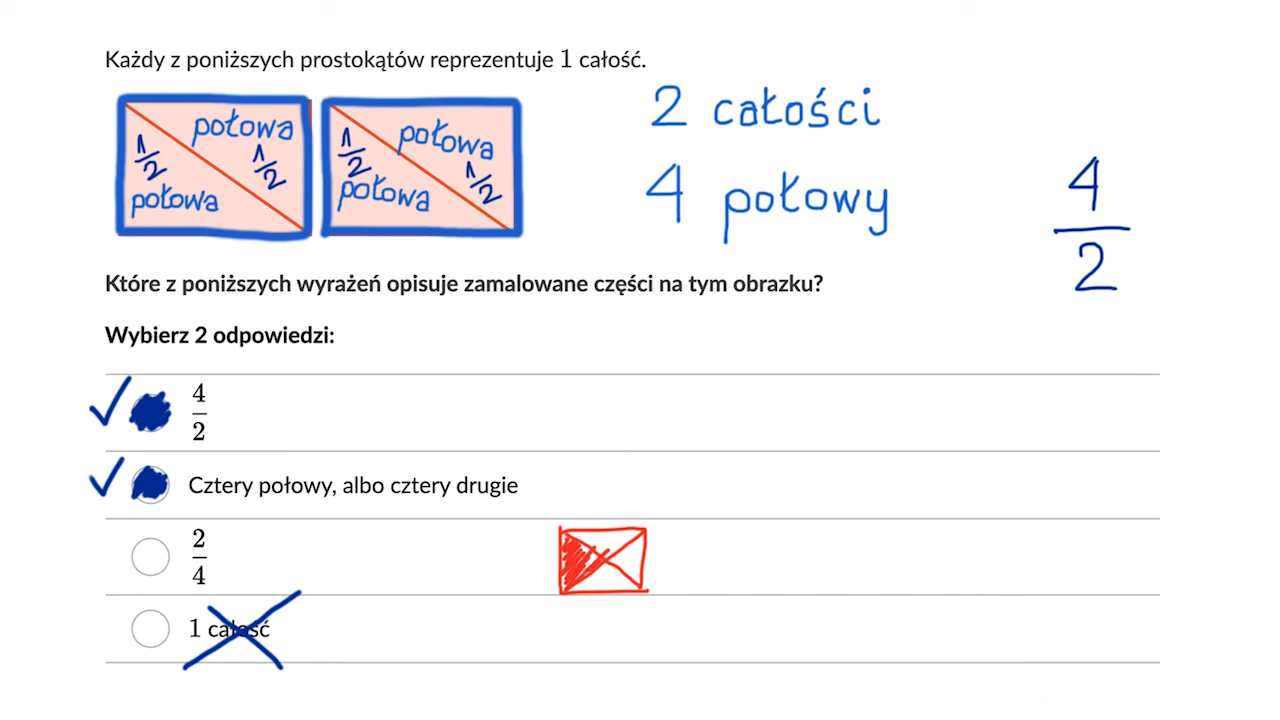 Każdy z poniższych prostokątów reprezentuje 1 całość.
połowa
1/2
1/2
połowa
połowa
1/2
1/2
połowa
2 całości
4 połowy
4
2
Które z poniższych wyrażeń opisuje zamalowane części na tym obrazku?
Wybierz 2 odpowiedzi:
4
2
Cztery połowy, albo cztery drugie
2
4
1 całość